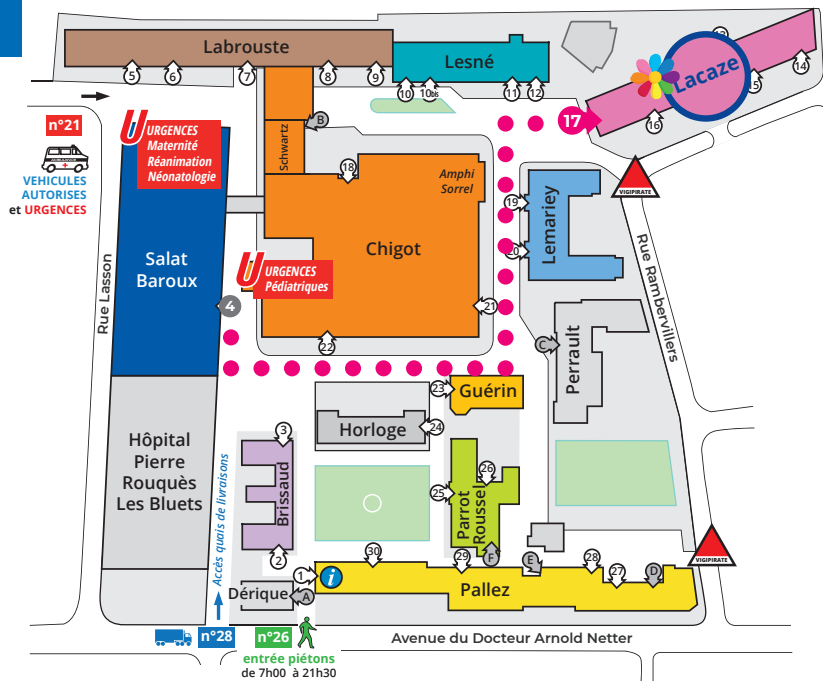 Labrouste
Lesné
Lacaze
13
14
15
16
17
5
6
7
8
9
10
10bis
11
12
n°21
AMBULANCE
VEHICULES
AUTORISES
et URGENCES
URGENCES
Maternité
Réanimation
Néonatologie
Schwartz
B
18
Amphi
Sorrel
19
20
Lemariey
VIGIPIRATE
Salat
Baroux
Chigot
URGENCES
Pédiatriques
4
21
22
Rue Lasson
Rue Rambervillers
C
Perrault
23
Guérin
Horloge
24
Hôpital
Pierre
Rouquès
Les Bluets
Accès quais de livraisons
3
Brissaud
2
25
26
Parrot
Roussel
F
E
VIGIPIRATE
1
i
30
29
28
27
D
Dérique
A
Pallez
n°28
n°26
Avenue du Docteur Arnold Netter
entrée piétons
de 7h00 à 21h30